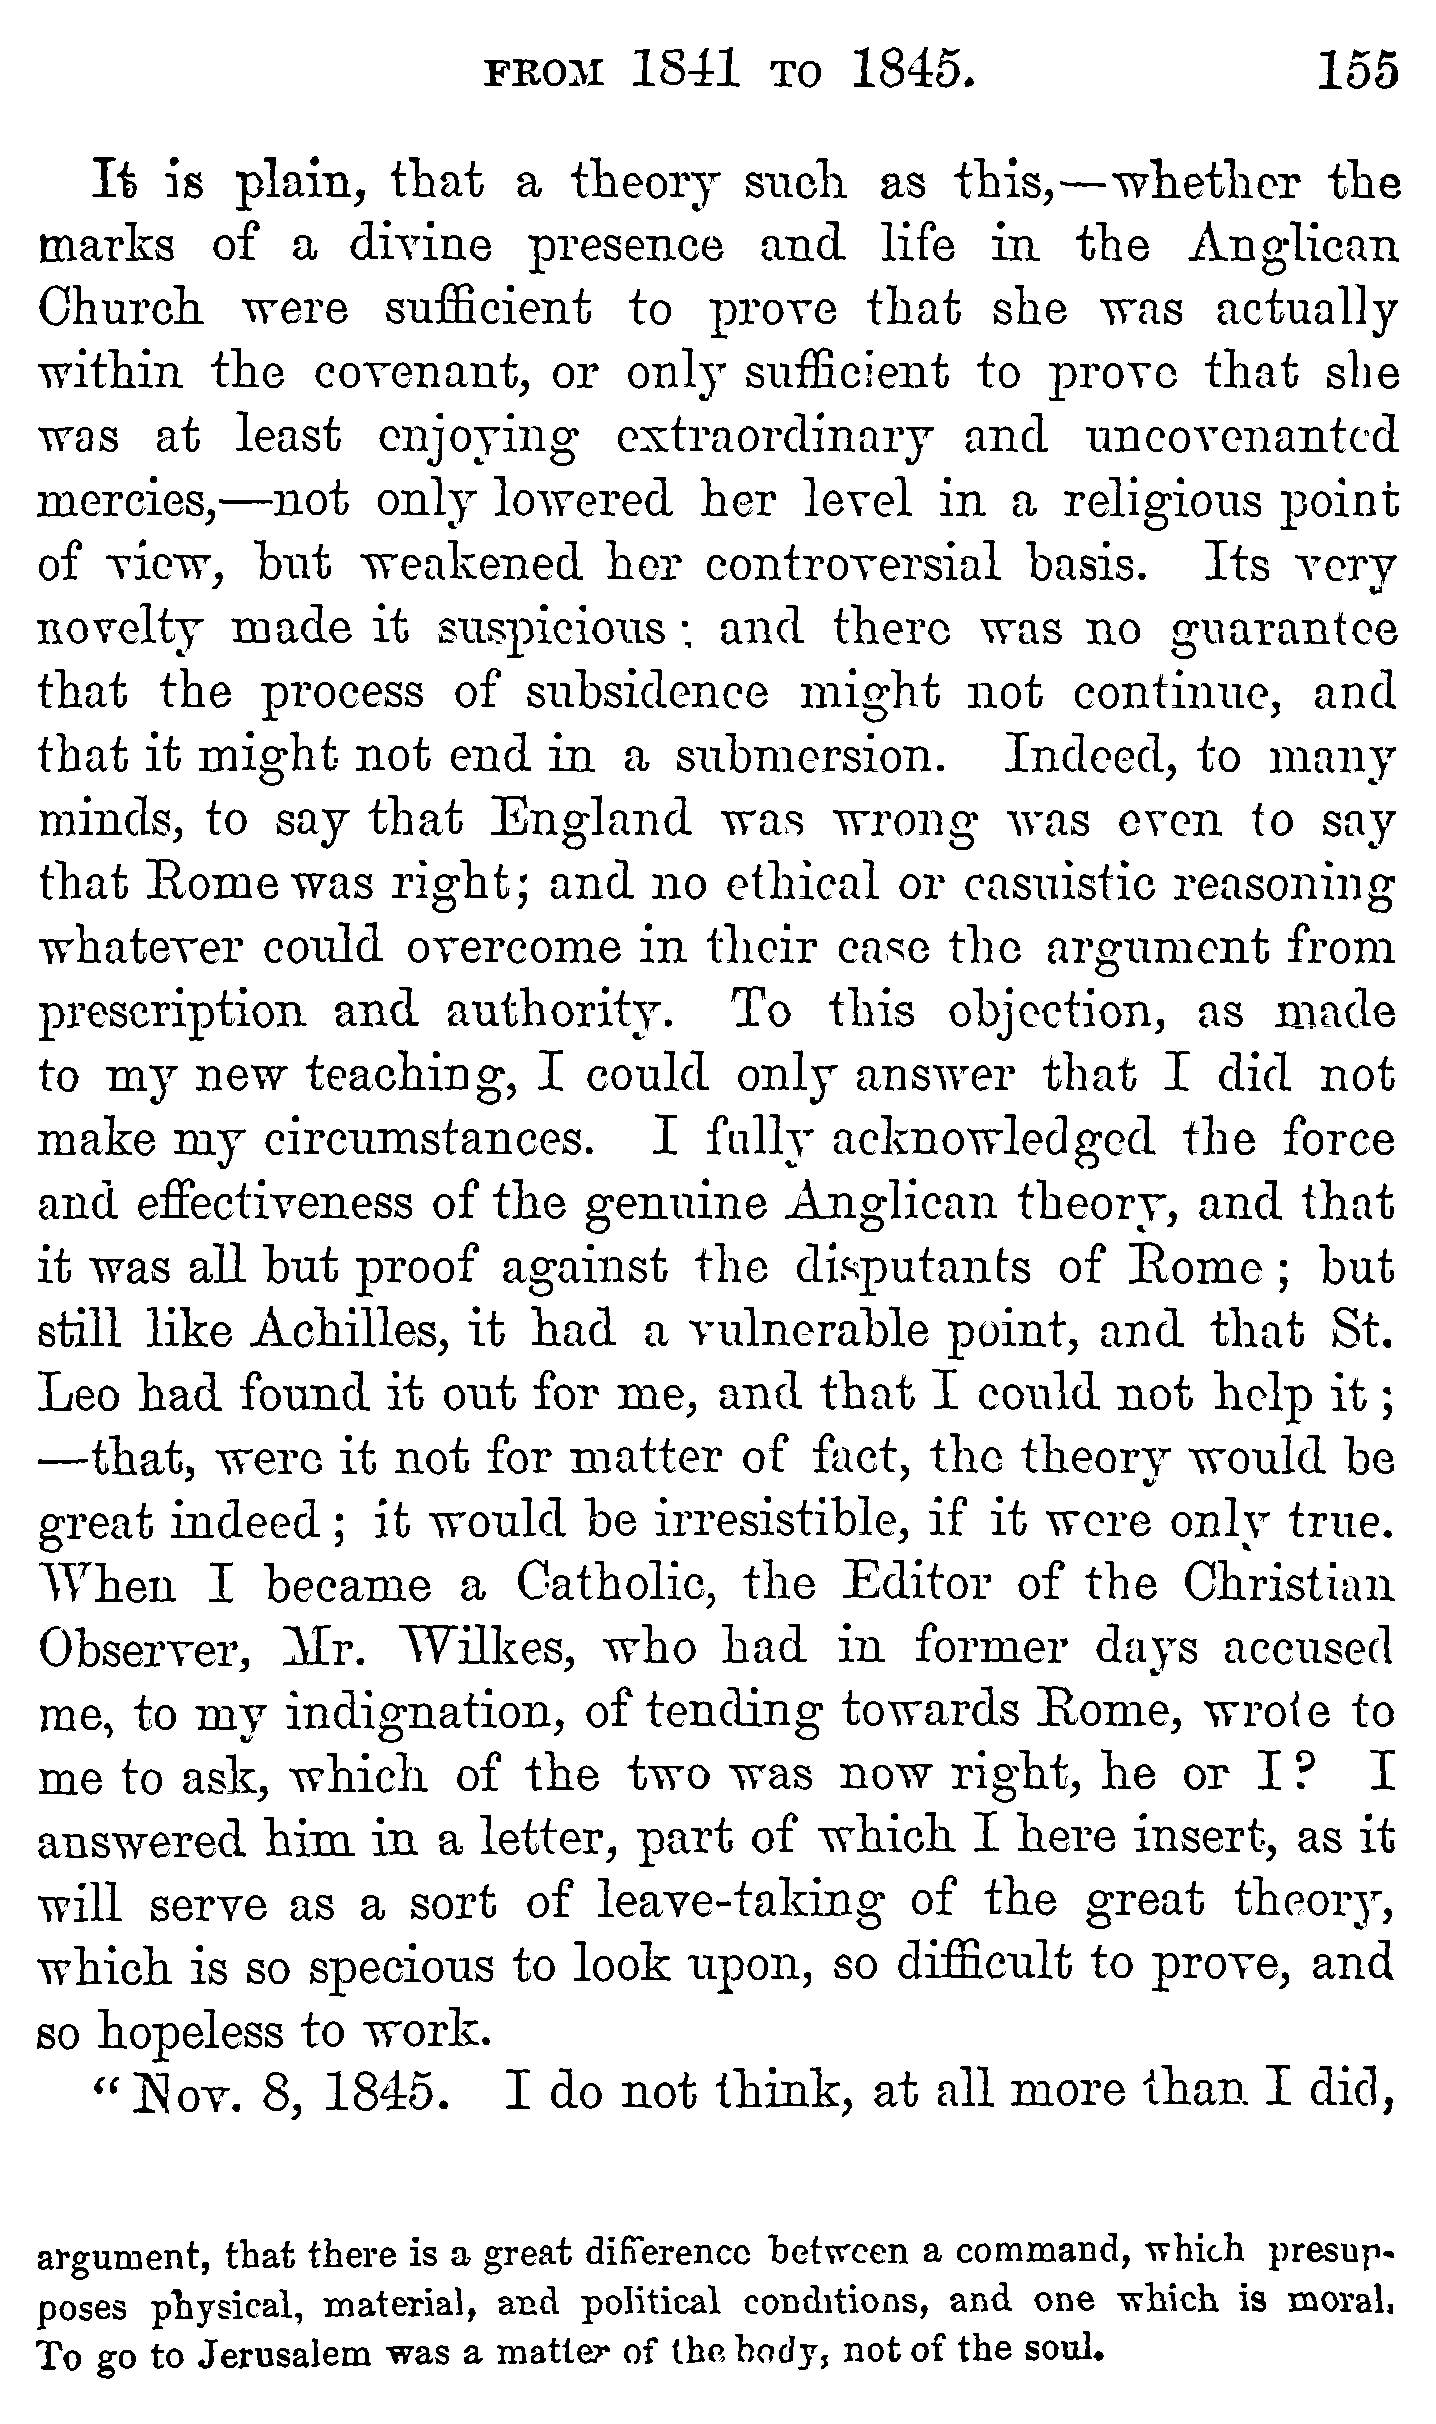 FROM 1841 TO 1845. 155
It is plain, that a theory such as this,—whether the
marks of a divine presence and life in the Anglican
Church were sufficient to prove that she was actually
within the covenant, or only sufficient to prove that she
was at least enjoying extraordinary and uncovenanted
mercies,—not only lowered her level in a religious point
of view, but weakened her controversial basis. Its very
novelty made it suspicious; and there was no guarantee
that the process of subsidence might not continue, and
that it might not end in a submersion. Indeed, to many
minds, to say that England was wrong was even to say
that Rome was right; and no ethical or casuistic reasoning
whatever could overcome in their case the argument from
prescription and authority. To this objection, as made
to my new teaching, I could only answer that I did not
make my circumstances. I fully acknowledged the force
and effectiveness of the genuine Anglican theory, and that
it was all but proof against the disputants of Rome; but
still like Achilles, it had a vulnerable point, and that St.
Leo had found it out for me, and that I could not help it;
—that, were it not for matter of fact, the theory would be
great indeed; it would be irresistible, if it were only true.
When I became a Catholic, the Editor of the Christian
Observer, Mr. Wilkes, who had in former days accused
me, to my indignation, of tending towards Rome, wrote to
me to ask, which of the two was now right, he or I? I
answered him in a letter, part of which I here insert, as it
will serve as a sort of leave-taking of the great theory,
which is so specious to look upon, so difficult to prove, and
so hopeless to work.
"Nov. 8, 1845. I do not think, at all more than I did,
argument, that there is a great difference between a command, which presup-
poses physical, material, and political conditions, and one which is moral.
To go to Jerusalem was a matter of the body, not of the soul.